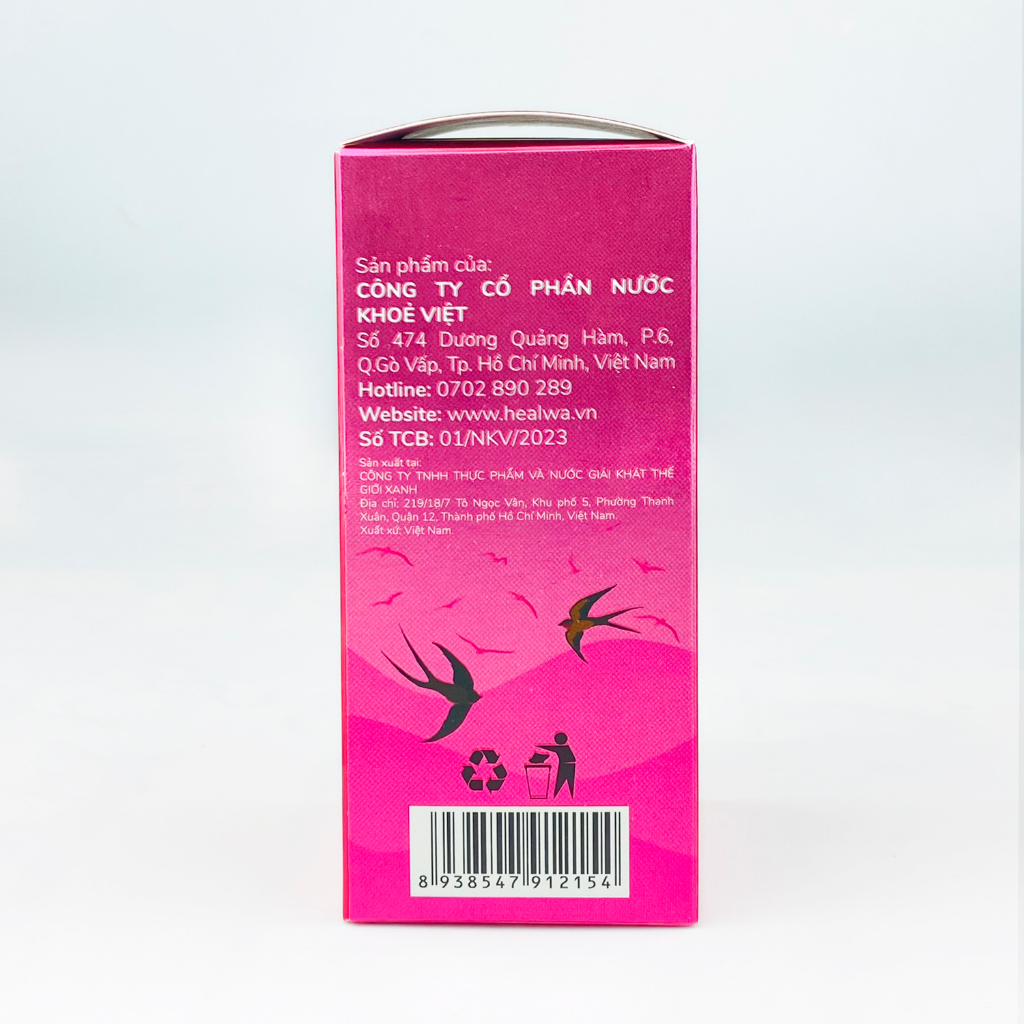 Sản phẩm của:
CÔNG TY CỔ PHẦN NƯỚC
KHOẺ VIỆT
Số 474 Dương Quảng Hàm, P.6,
Q.Gò Vấp, Tp. Hồ Chí Minh, Việt Nam
Hotline: 0702 890 289
Website: www.healwa.vn
Số TCB: 01/NKV/2023
Sản xuất tại:
CÔNG TY TNHH THỰC PHẨM VÀ NƯỚC GIẢI KHÁT THẾ
GIỚI XANH
Địa chỉ: 219/18/7 Tô Ngọc Vân, Khu phố 5, Phường Thạnh
Xuân, Quận 12, Thành phố Hồ Chí Minh, Việt Nam.
Xuất xứ: Việt Nam.
8 938547 912154